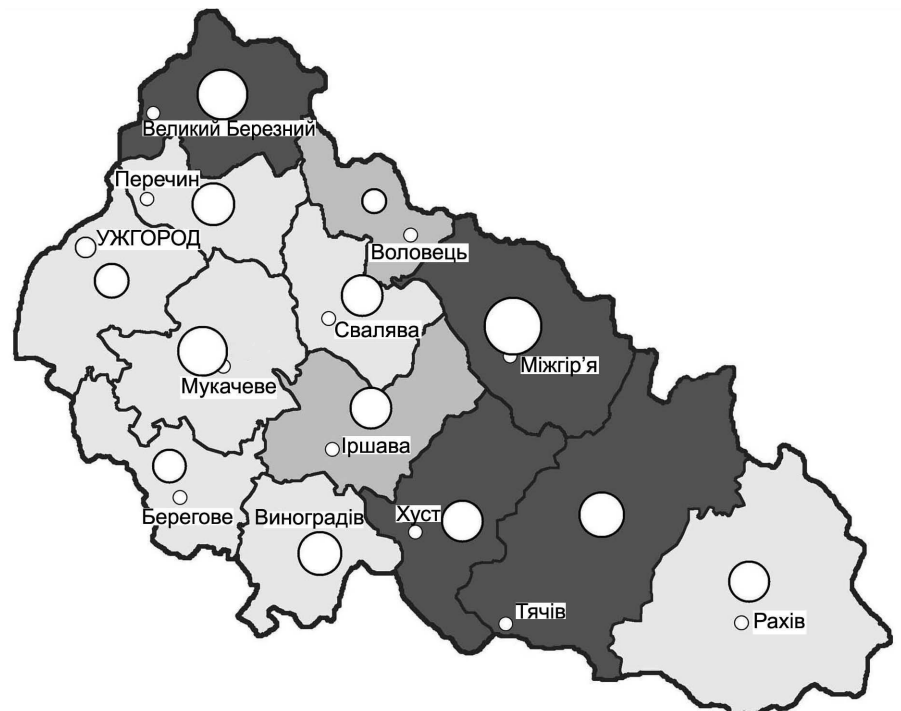 Великий Березний
Перечин
УЖГОРОД
Воловець
Свалява
Міжгір’я
Мукачеве
Іршава
Берегове
Виноградів
Хуст
Тячів
Рахів